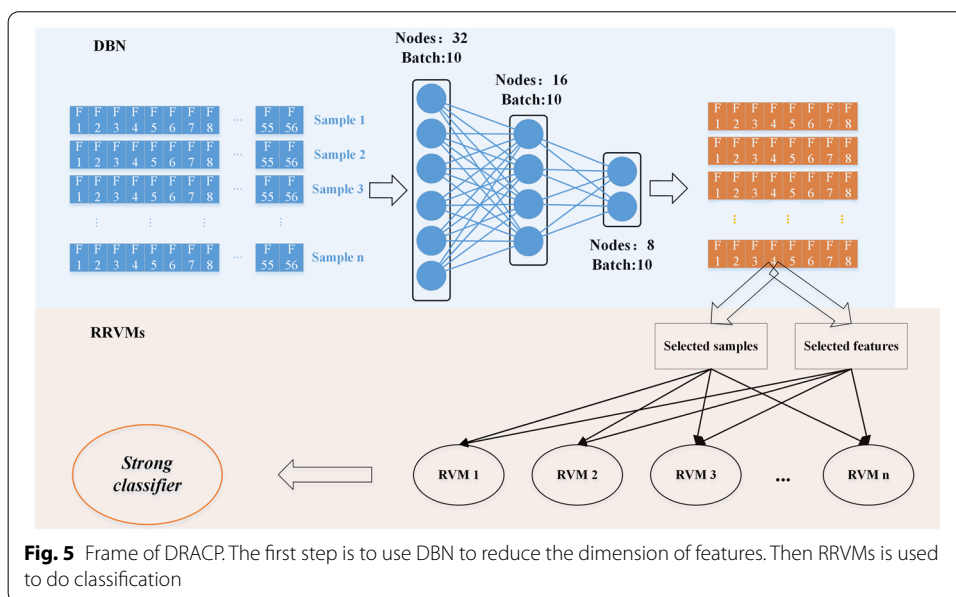 DBN
Nodes：32
Batch:10
Nodes：16
Batch:10
Nodes：8
Batch:10
F F F F F F F F ... F F Sample 1
1 2 3 4 5 6 7 8 55 56
F F F F F F F F ... F F Sample 2
1 2 3 4 5 6 7 8 55 56
F F F F F F F F ... F F Sample 3
1 2 3 4 5 6 7 8 55 56
⋮ ⋮ ⋮
F F F F F F F F ... F F Sample n
1 2 3 4 5 6 7 8 55 56
F F F F F F F F
1 2 3 4 5 6 7 8
F F F F F F F F
1 2 3 4 5 6 7 8
F F F F F F F F
1 2 3 4 5 6 7 8
⋮ ⋮ ⋮
F F F F F F F F
1 2 3 4 5 6 7 8
RRVMs
Selected samples
Selected features
RVM 1
RVM 2
RVM 3
...
RVM n
Strong
classifier
Fig. 5 Frame of DRACP. The first step is to use DBN to reduce the dimension of features. Then RRVMs is used
to do classification